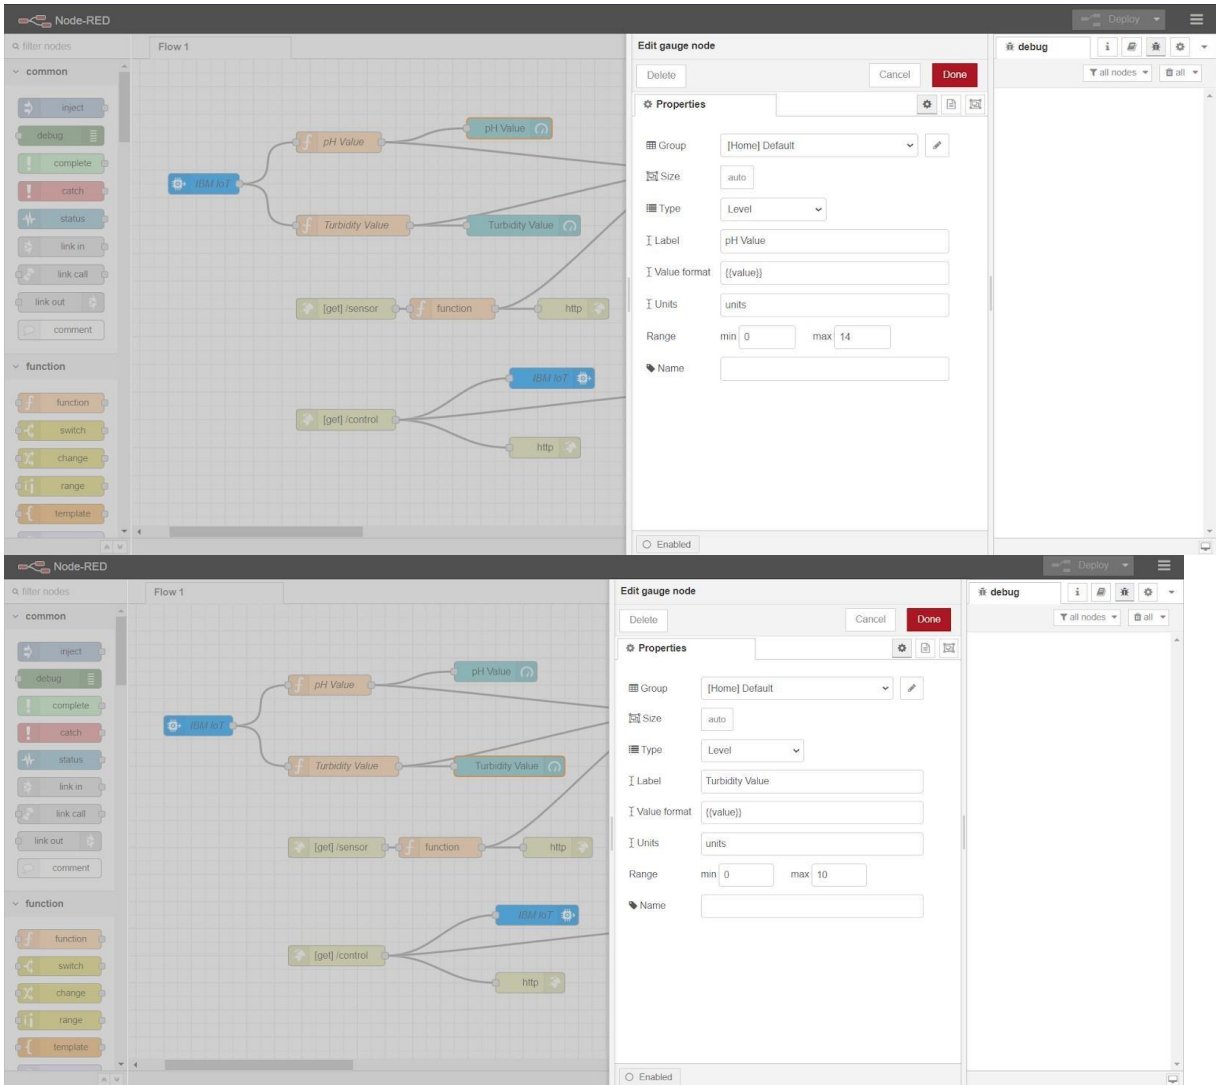 Node-RED
Deploy
filter nodes
Flow 1
Edit gauge node
debug
i
common
Delete
Cancel
Done
all nodes
all
inject
Properties
debug
pH Value
pH Value
complete
Group
[Home] Default
catch
IBM IoT
Size
auto
status
Turbidity Value
Turbidity Value
Type
Level
link in
Label
pH Value
link call
Value format
{{value}}
link out
[get] /sensor
function
http
Units
units
comment
Range
min
0
max
14
function
IBM IoT
Name
function
[get] /control
switch
http
change
range
template
Enabled
Node-RED
Deploy
filter nodes
Flow 1
Edit gauge node
debug
i
common
Delete
Cancel
Done
all nodes
all
inject
Properties
debug
pH Value
pH Value
complete
Group
[Home] Default
catch
IBM IoT
Size
auto
status
Turbidity Value
Turbidity Value
Type
Level
link in
Label
Turbidity Value
link call
Value format
{{value}}
link out
[get] /sensor
function
http
Units
units
comment
Range
min
0
max
10
function
IBM IoT
Name
function
[get] /control
switch
http
change
range
template
Enabled